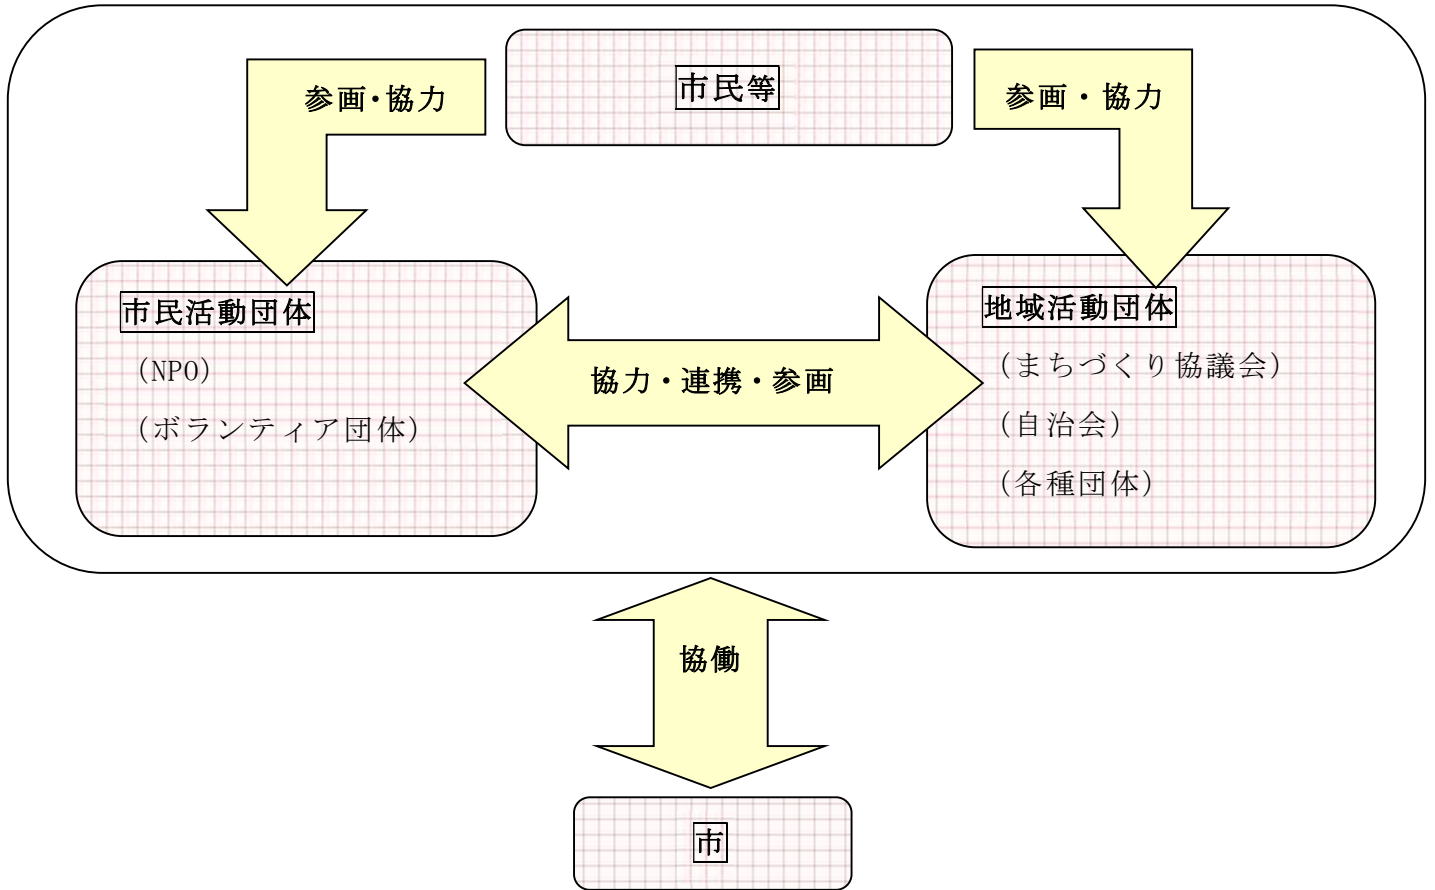 市民等
参画・協力
参画・協力
市民活動団体
（NPO）
（ボランティア団体）
協力・連携・参画
地域活動団体
（まちづくり協議会）
（自治会）
（各種団体）
協働
市